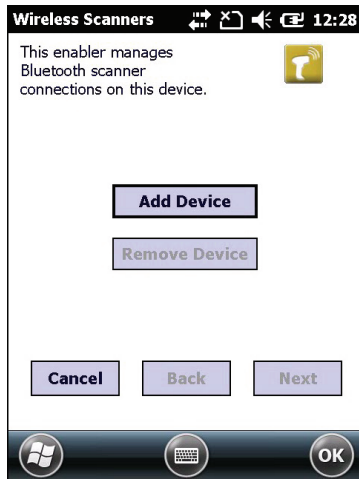 Wireless Scanners 12:28
This enabler manages
Bluetooth scanner
connections on this device.
Add Device
Remove Device
Cancel Back Next
OK